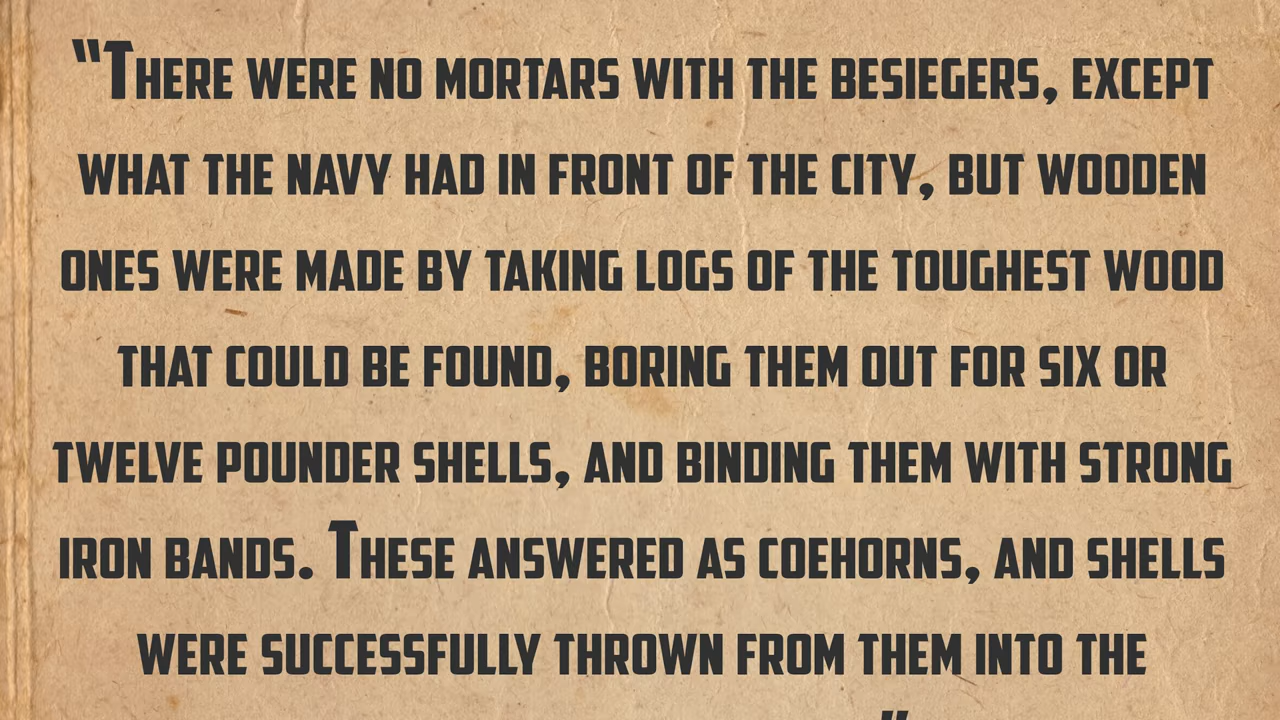 "There were no mortars with the besiegers, except
what the navy had in front of the city, but wooden
ones were made by taking logs of the toughest wood
that could be found, boring them out for six or
twelve pounder shells, and binding them with strong
iron bands. These answered as coehorns, and shells
were successfully thrown from them into the
"